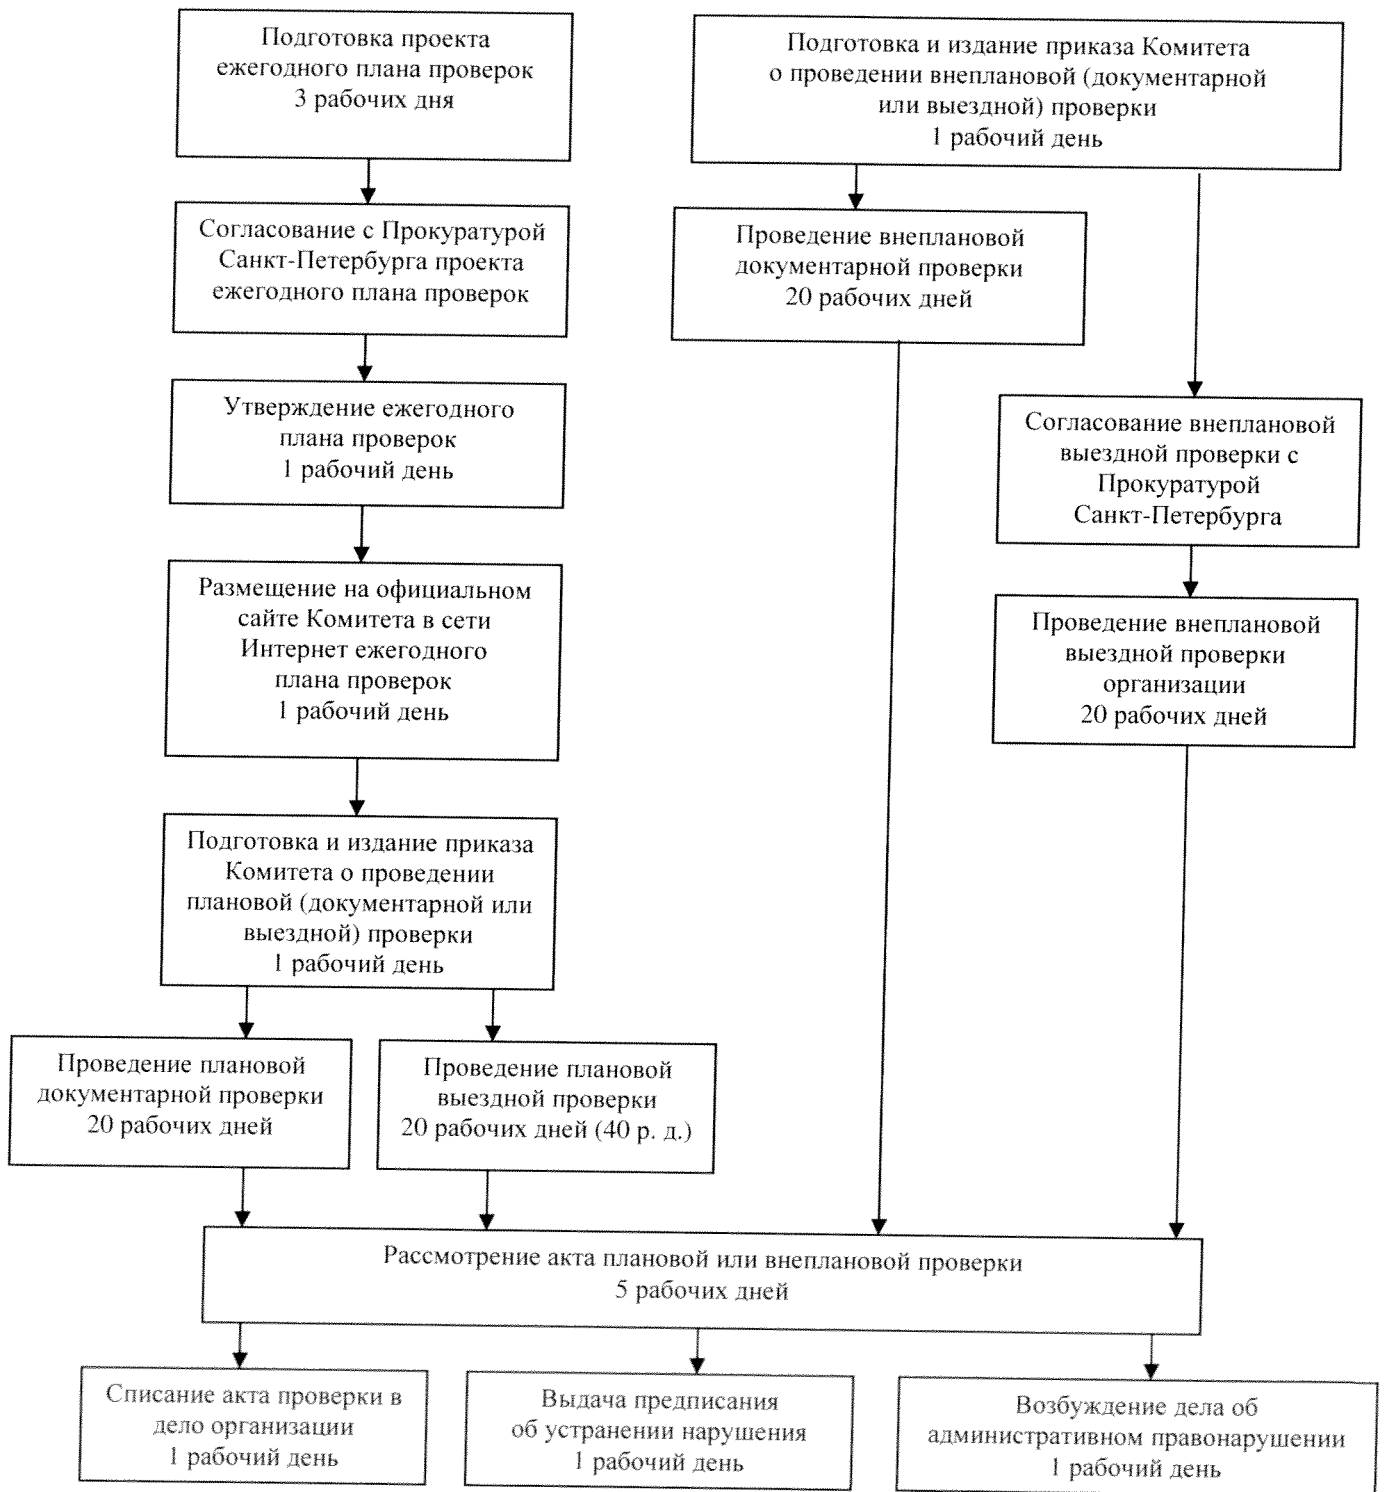 Подготовка проекта
ежегодного плана проверок
3 рабочих дня
Согласование с Прокуратурой
Санкт-Петербурга проекта
ежегодного плана проверок
Утверждение ежегодного
плана проверок
1 рабочий день
Размещение на официальном
сайте Комитета в сети
Интернет ежегодного
плана проверок
1 рабочий день
Подготовка и издание приказа
Комитета о проведении
плановой (документарной или
выездной) проверки
1 рабочий день
Проведение плановой
документарной проверки
20 рабочих дней
Проведение плановой
выездной проверки
20 рабочих дней (40 р. д.)
Подготовка и издание приказа Комитета
о проведении внеплановой (документарной
или выездной) проверки
1 рабочий день
Проведение внеплановой
документарной проверки
20 рабочих дней
Согласование внеплановой
выездной проверки с
Прокуратурой
Санкт-Петербурга
Проведение внеплановой
выездной проверки
организации
20 рабочих дней
Рассмотрение акта плановой или внеплановой проверки
5 рабочих дней
Списание акта проверки в
дело организации
1 рабочий день
Выдача предписания
об устранении нарушения
1 рабочий день
Возбуждение дела об
административном правонарушении
1 рабочий день